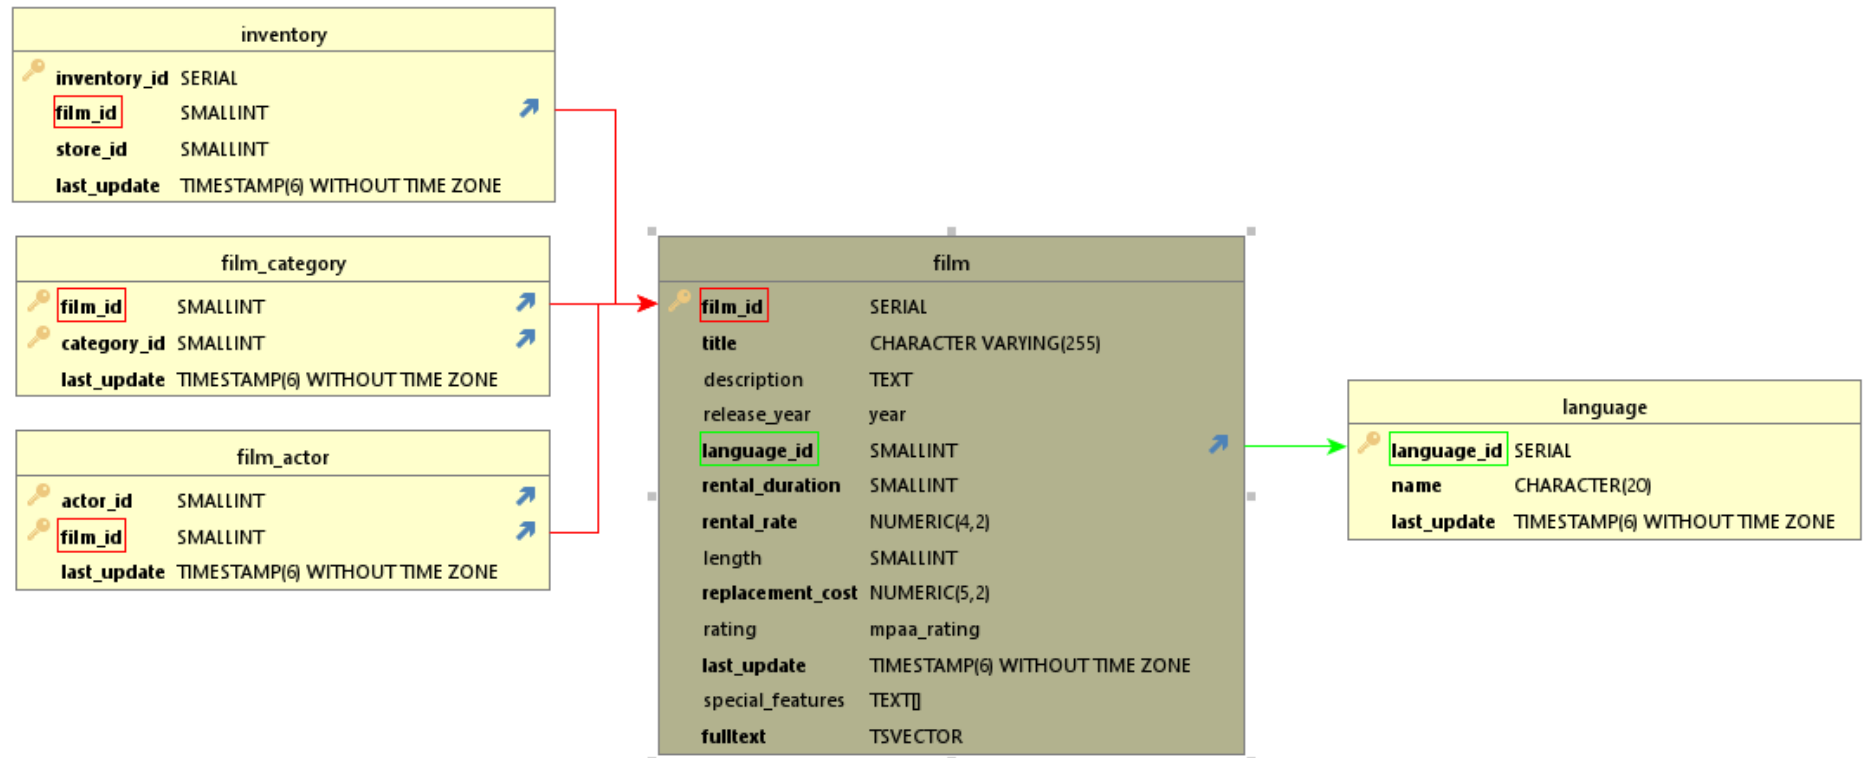 inventory
inventory_id SERIAL
film_id SMALLINT
store_id SMALLINT
last_update TIMESTAMP(6) WITHOUT TIME ZONE
film_category
film_id SMALLINT
category_id SMALLINT
last_update TIMESTAMP(6) WITHOUT TIME ZONE
film_actor
actor_id SMALLINT
film_id SMALLINT
last_update TIMESTAMP(6) WITHOUT TIME ZONE
film
film_id SERIAL
title CHARACTER VARYING(255)
description TEXT
release_year year
language_id SMALLINT
rental_duration SMALLINT
rental_rate NUMERIC(4,2)
length SMALLINT
replacement_cost NUMERIC(5,2)
rating mpaa_rating
last_update TIMESTAMP(6) WITHOUT TIME ZONE
special_features TEXT[]
fulltext TSVECTOR
language
language_id SERIAL
name CHARACTER(20)
last_update TIMESTAMP(6) WITHOUT TIME ZONE